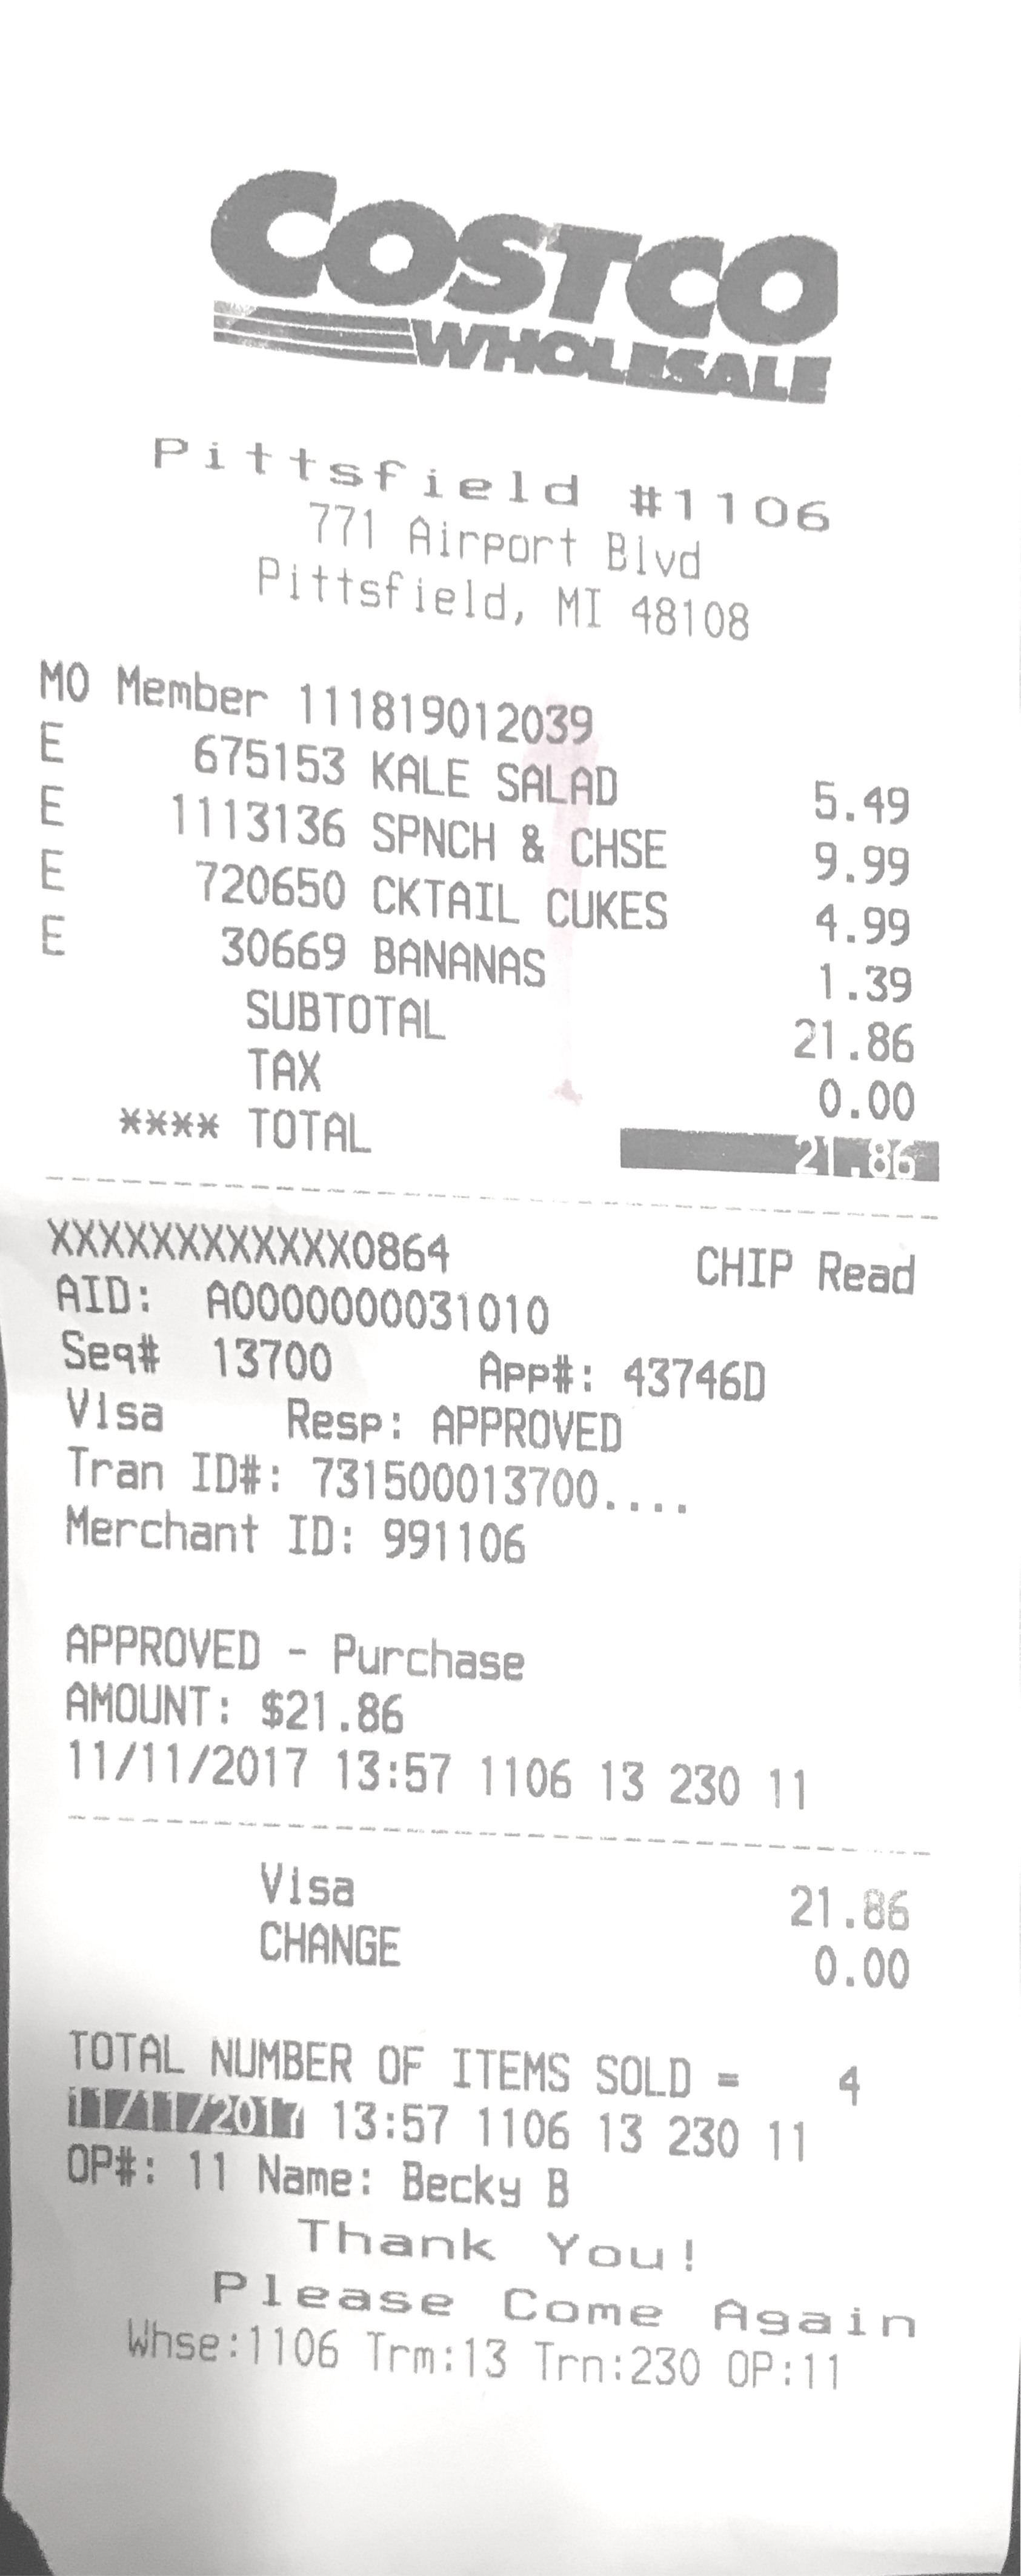 COSTCO
WHOLESALE
Pittsfield #1106
771 Airport Blvd
Pittsfield, MI 48108
MO Member 111819012039
E 675153 KALE SALAD 5.49
E 1113136 SPNCH & CHSE 9.99
E 720650 CKTAIL CUKES 4.99
E 30669 BANANAS 1.39
SUBTOTAL 21.86
TAX 0.00
**** TOTAL 21.86
XXXXXXXXXXXX0864 CHIP Read
AID: A0000000031010
Seq# 13700 App#: 43746D
Visa Resp: APPROVED
Tran ID#: 731500013700....
Merchant ID: 991106
APPROVED - Purchase
AMOUNT: $21.86
11/11/2017 13:57 1106 13 230 11
Visa 21.86
CHANGE 0.00
TOTAL NUMBER OF ITEMS SOLD = 4
11/11/2017 13:57 1106 13 230 11
OP#: 11 Name: Becky B
Thank You!
Please Come Again
Whse:1106 Trm:13 Trn:230 OP:11